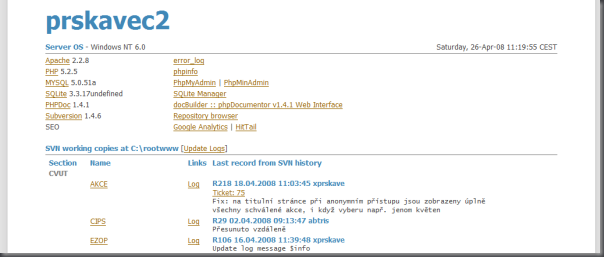 prskavec2
Server OS - Windows NT 6.0 Saturday, 26-Apr-08 11:19:55 CEST
Apache 2.2.8 error_log
PHP 5.2.5 phpinfo
MYSQL 5.0.51a PhpMyAdmin | PhpMinAdmin
SQLite 3.3.17undefined SQLite Manager
PHPDoc 1.4.1 docBuilder :: phpDocumentor v1.4.1 Web Interface
Subversion 1.4.6 Repository browser
SEO Google Analytics | HitTail
SVN working copies at C:\rootwww [Update Logs]
Section Name Links Last record from SVN history
CVUT
AKCE Log R218 18.04.2008 11:03:45 xprskave
Ticket: 75
Fix: na titulní stránce při anonymním přístupu jsou zobrazeny úplně
všechny schválené akce, i když vyberu např. jenom květen
CIPS Log R29 02.04.2008 09:13:47 abtris
Přesunuto vzdáleně
EZOP Log R106 16.04.2008 11:39:48 xprskave
Update log message $info